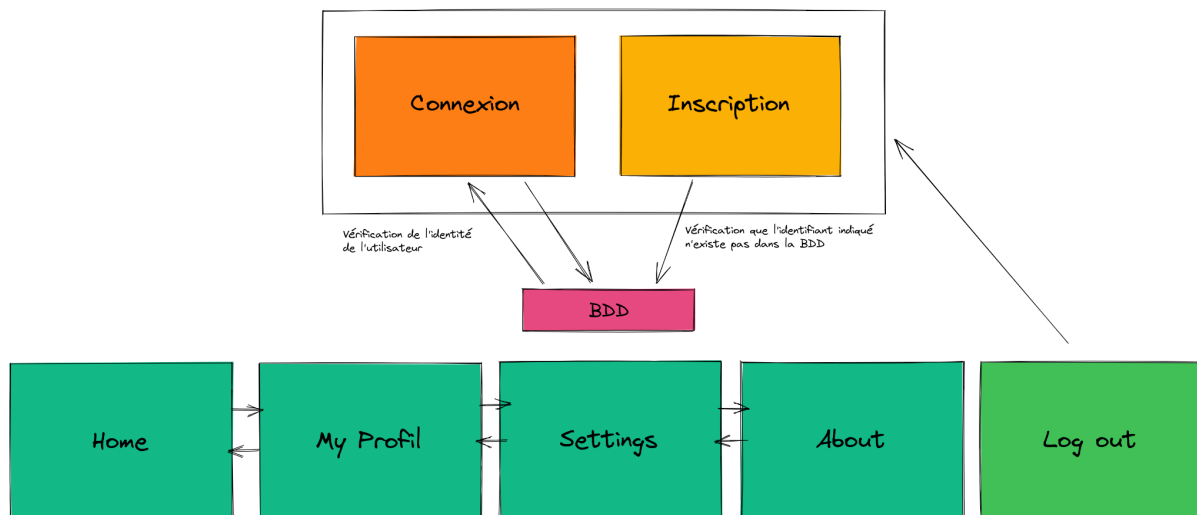 Connexion
Inscription
Vérification de l'identité
de l'utilisateur
Vérification que l'identifiant indiqué
n'existe pas dans la BDD
BDD
Home
My Profil
Settings
About
Log out